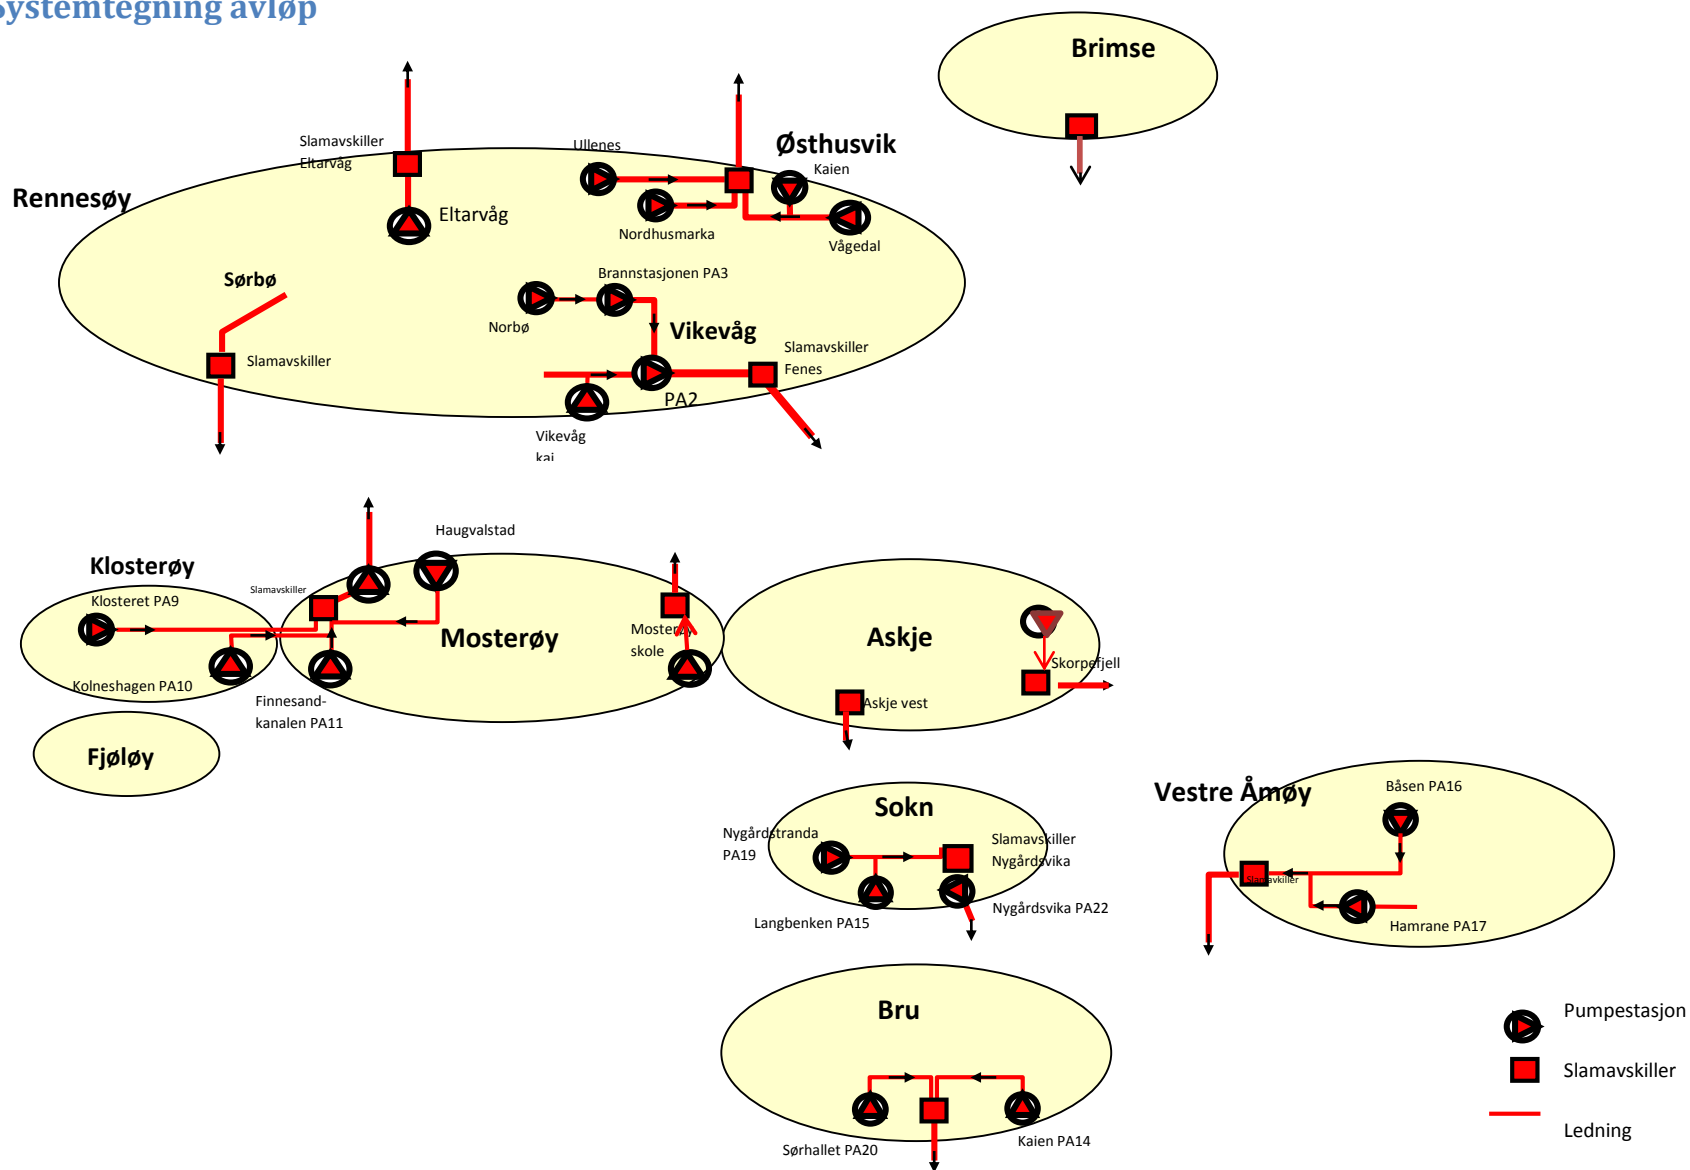 Systemtegning avløp
Brimse
Slamavskiller
Eltarvåg
Ullenes
Østhusvik
Kaien
Rennesøy
Eltarvåg
Nordhusmarka
Vågedal
Sørbø
Brannstasjonen PA3
Norbø
Vikevåg
Slamavskiller
Slamavskiller
Fenes
PA2
Vikevåg
kai
Haugvalstad
Klosterøy
Slamavskiller
Klosteret PA9
Mosterøy
Mosterøy
skole
Askje
Skorpefjell
Kolneshagen PA10
Finnesand-
kanalen PA11
Askje vest
Fjøløy
Vestre Åmøy
Båsen PA16
Sokn
Nygårdstranda
PA19
Slamavskiller
Nygårdsvika
Slamavkiller
Langbenken PA15
Nygårdsvika PA22
Hamrane PA17
Bru
Pumpestasjon
Slamavskiller
Sørhallet PA20
Kaien PA14
Ledning